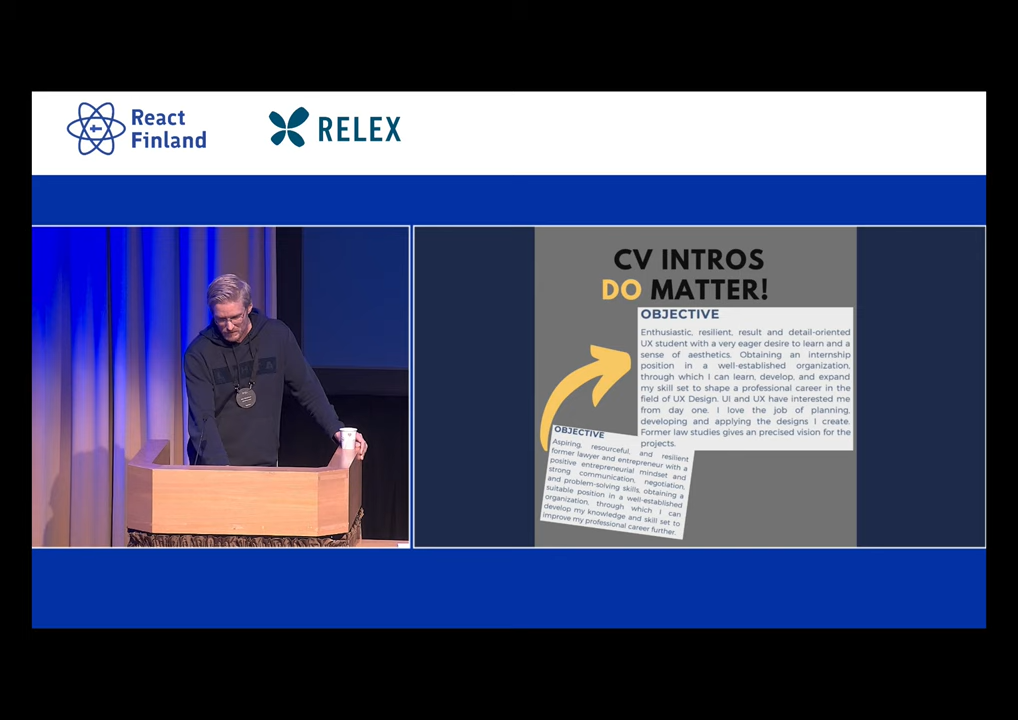 React
Finland
RELEX
CV INTROS
DO MATTER!
OBJECTIVE
Enthusiastic, resilient, result and detail-oriented
UX student with a very eager desire to learn and a
sense of aesthetics. Obtaining an internship
position in a well-established organization,
through which I can learn, develop, and expand
my skill set to shape a professional career in the
field of UX Design. UI and UX have interested me
from day one. I love the job of planning,
developing and applying the designs I create.
Former law studies gives an precised vision for the
projects.
OBJECTIVE
Aspiring, resourceful, and resilient
former lawyer and entrepreneur with a
positive entrepreneurial mindset and
strong communication, negotiation,
and problem-solving skills, obtaining a
suitable position in a well-established
organization, through which I can
develop my knowledge and skill set to
improve my professional career further.